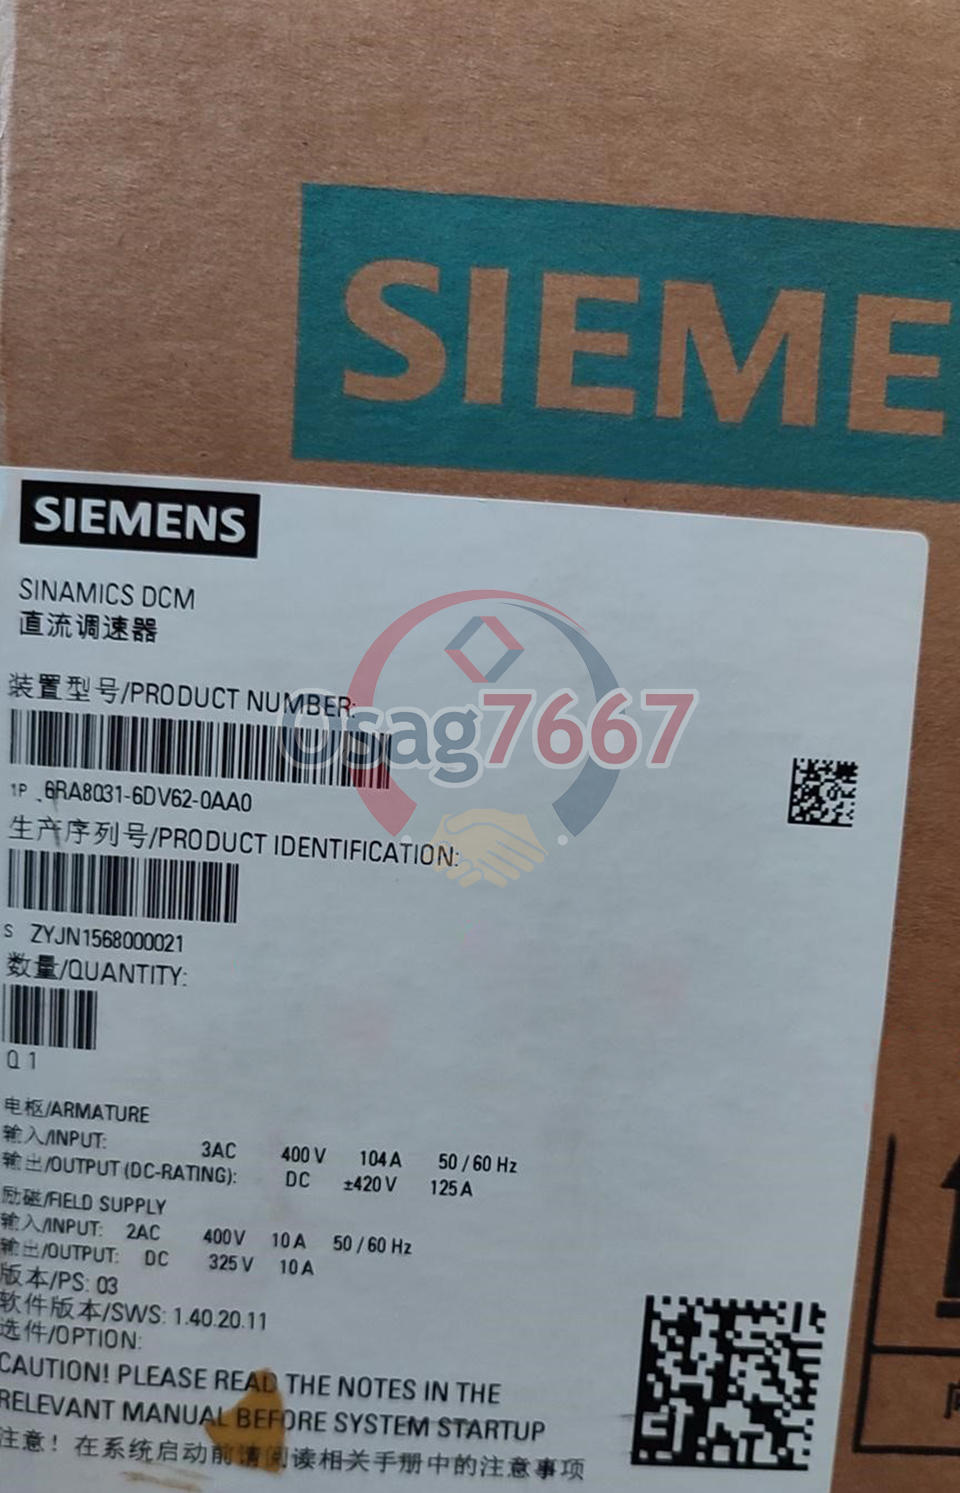 SIEME
SIEMENS
SINAMICS DCM
直流调速器
装置型号/PRODUCT NUMBER:
Osag7667
1P 6RA8031-6DV62-0AA0
生产序列号/PRODUCT IDENTIFICATION:
S ZYJN1568000021
数量/QUANTITY:
Q 1
电枢/ARMATURE
输入/INPUT: 3AC 400 V 104 A 50 / 60 Hz
输出/OUTPUT (DC-RATING): DC ±420 V 125 A
励磁/FIELD SUPPLY
输入/INPUT: 2AC 400V 10 A 50 / 60 Hz
输出/OUTPUT: DC 325 V 10 A
版本/PS: 03
软件版本/SWS: 1.40.20.11
选件/OPTION:
CAUTION! PLEASE READ THE NOTES IN THE
RELEVANT MANUAL BEFORE SYSTEM STARTUP
注意！在系统启动前请阅读相关手册中的注意事项